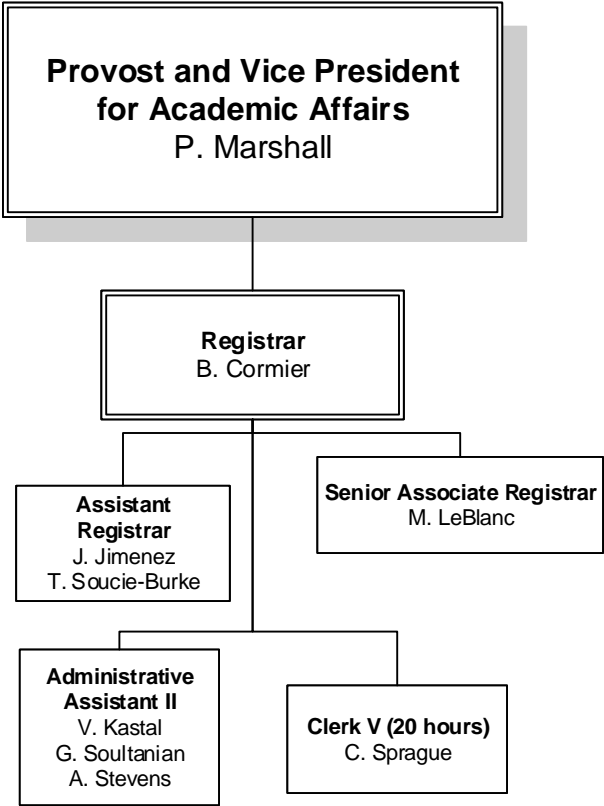 Provost and Vice President
for Academic Affairs
P. Marshall
Registrar
B. Cormier
Assistant
Registrar
J. Jimenez
T. Soucie-Burke
Senior Associate Registrar
M. LeBlanc
Administrative
Assistant II
V. Kastal
G. Soultanian
A. Stevens
Clerk V (20 hours)
C. Sprague